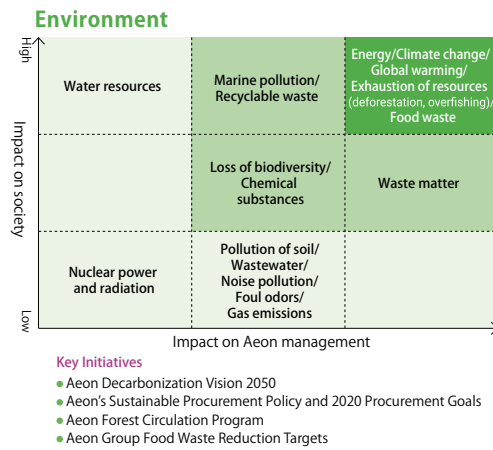 Environment
High
Impact on society
Low
Water resources
Marine pollution/
Recyclable waste
Energy/Climate change/
Global warming/
Exhaustion of resources
(deforestation, overfishing)/
Food waste
Loss of biodiversity/
Chemical
substances
Waste matter
Nuclear power
and radiation
Pollution of soil/
Wastewater/
Noise pollution/
Foul odors/
Gas emissions
Impact on Aeon management
Key Initiatives
● Aeon Decarbonization Vision 2050
● Aeon’s Sustainable Procurement Policy and 2020 Procurement Goals
● Aeon Forest Circulation Program
● Aeon Group Food Waste Reduction Targets